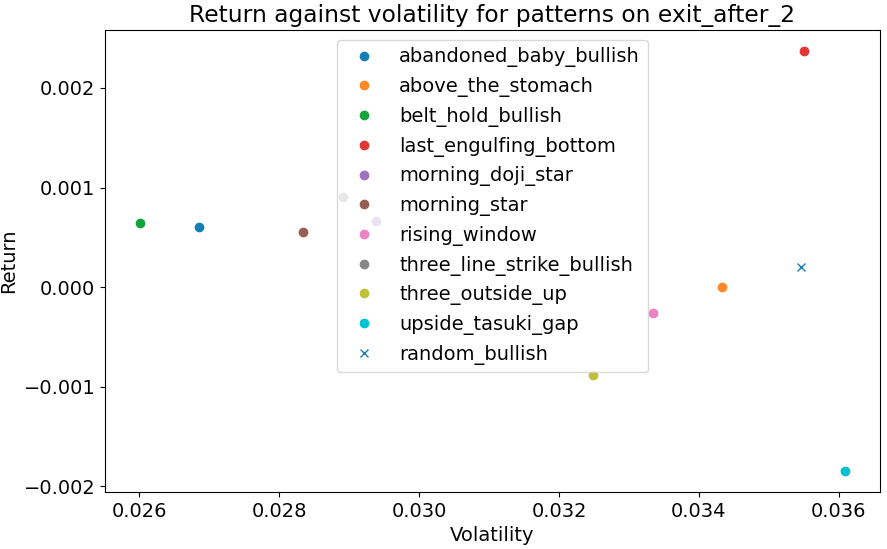 Return against volatility for patterns on exit_after_2
abandoned_baby_bullish
above_the_stomach
belt_hold_bullish
last_engulfing_bottom
morning_doji_star
morning_star
rising_window
three_line_strike_bullish
three_outside_up
upside_tasuki_gap
random_bullish
Return
0.002
0.001
0.000
−0.001
−0.002
0.026 0.028 0.030 0.032 0.034 0.036
Volatility